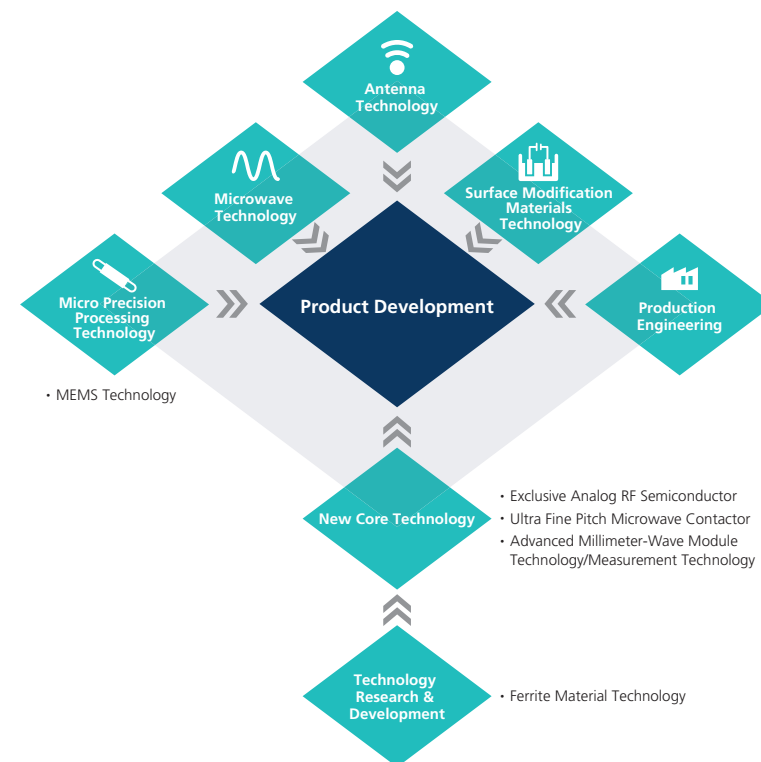 Antenna
Technology
Microwave
Technology
Surface Modification
Materials
Technology
Micro Precision
Processing
Technology
Product Development
Production
Engineering
・MEMS Technology
New Core Technology
・Exclusive Analog RF Semiconductor
・Ultra Fine Pitch Microwave Contactor
・Advanced Millimeter-Wave Module
Technology/Measurement Technology
Technology
Research &
Development
・Ferrite Material Technology